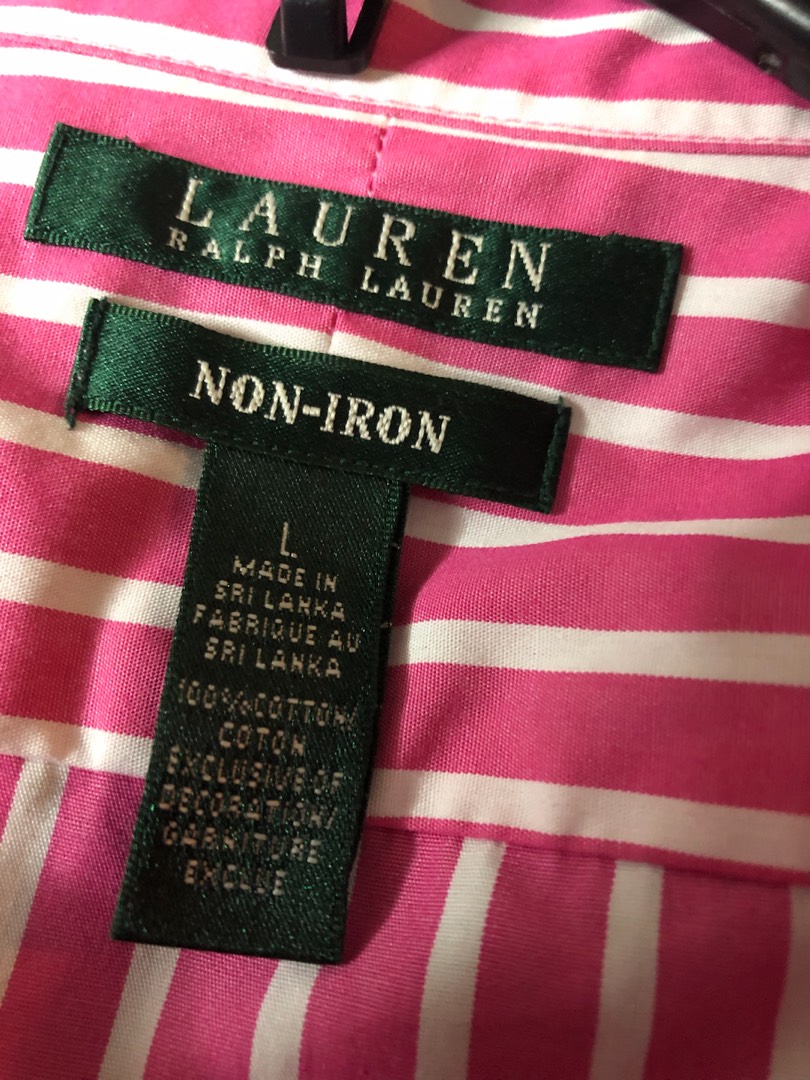 LAUREN
RALPH LAUREN
NON-IRON
L
MADE IN
SRI LANKA
FABRIQUE AU
SRI LANKA
100%COTTON/
COTON
EXCLUSIVE OF
DECORATION/
GARNITURE
EXCLUE